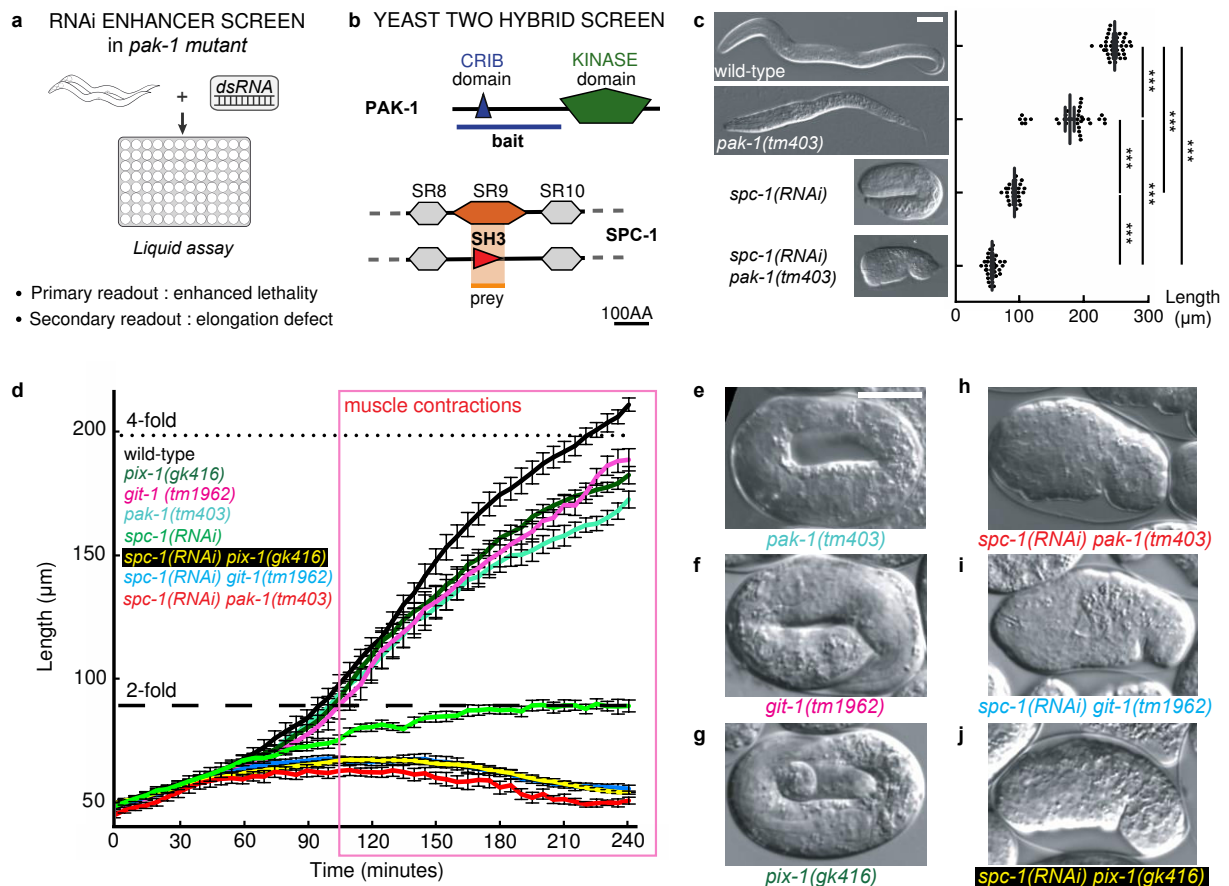 a
RNAi ENHANCER SCREEN
in pak-1 mutant
+
dsRNA
Liquid assay
• Primary readout : enhanced lethality
• Secondary readout : elongation defect
b
YEAST TWO HYBRID SCREEN
CRIB
domain
KINASE
domain
PAK-1
bait
SR8
SR9
SR10
SH3
SPC-1
prey
100AA
c
wild-type
pak-1(tm403)
spc-1(RNAi)
spc-1(RNAi)
pak-1(tm403)
***
***
***
***
***
***
0
100
200
300
Length
(µm)
d
muscle contractions
4-fold
wild-type
pix-1(gk416)
git-1 (tm1962)
pak-1(tm403)
spc-1(RNAi)
spc-1(RNAi) pix-1(gk416)
spc-1(RNAi) git-1(tm1962)
spc-1(RNAi) pak-1(tm403)
2-fold
Length (µm)
200
150
100
50
0
30
60
90
120
150
180
210
240
Time (minutes)
e
pak-1(tm403)
f
git-1(tm1962)
g
pix-1(gk416)
h
spc-1(RNAi) pak-1(tm403)
i
spc-1(RNAi) git-1(tm1962)
j
spc-1(RNAi) pix-1(gk416)